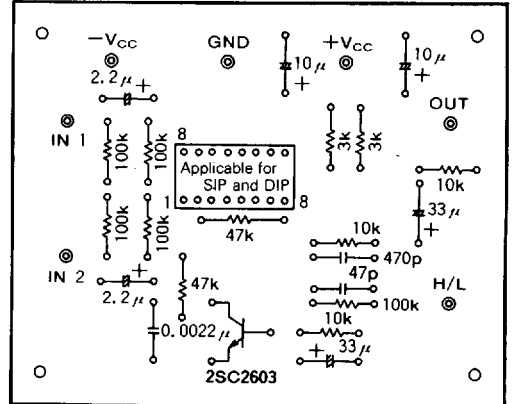 −VCC
GND
+VCC
2.2μ
+
10μ
+
10μ
+
IN 1
OUT
100k
100k
8
Applicable for
SIP and DIP
1
8
3k
3k
10k
33μ
+
100k
100k
47k
10k
470p
47p
100k
IN 2
+
2.2μ
47k
H/L
0.0022μ
10k
+
33μ
2SC2603